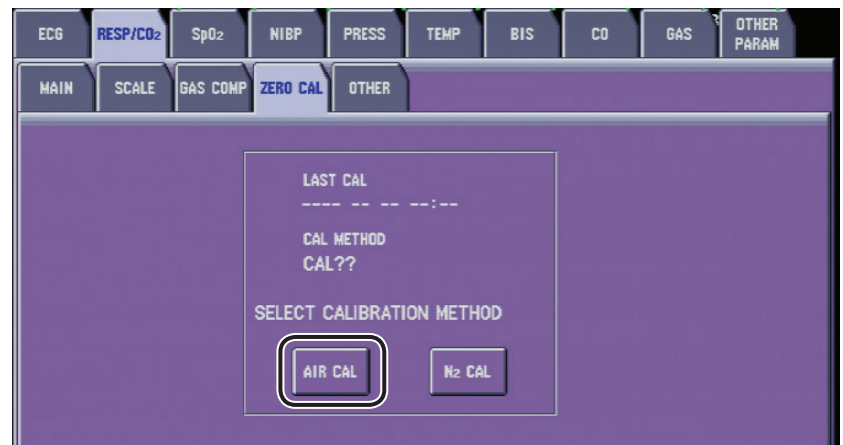 ECG RESP/CO₂ SpO₂ NIBP PRESS TEMP BIS CO GAS OTHER PARAM
MAIN SCALE GAS COMP ZERO CAL OTHER
LAST CAL
---- -- -- --:--
CAL METHOD
CAL??
SELECT CALIBRATION METHOD
AIR CAL N₂ CAL